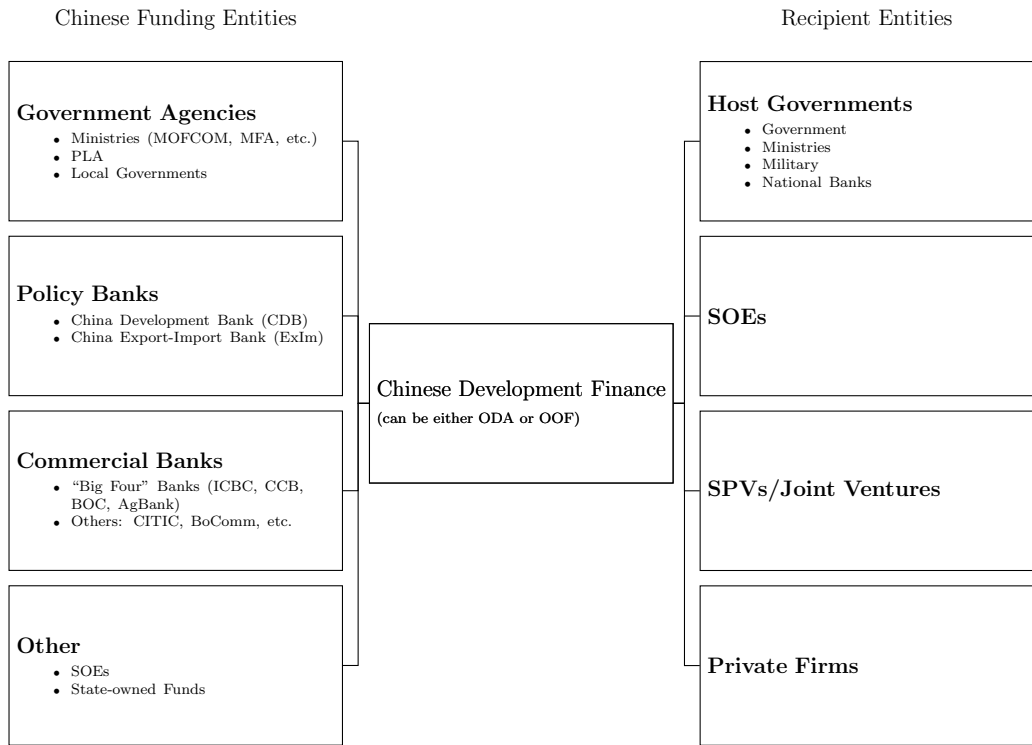 Chinese Funding Entities
Recipient Entities
Government Agencies
• Ministries (MOFCOM, MFA, etc.)
• PLA
• Local Governments
Policy Banks
• China Development Bank (CDB)
• China Export-Import Bank (ExIm)
Commercial Banks
• “Big Four” Banks (ICBC, CCB,
BOC, AgBank)
• Others: CITIC, BoComm, etc.
Other
• SOEs
• State-owned Funds
Chinese Development Finance
(can be either ODA or OOF)
Host Governments
• Government
• Ministries
• Military
• National Banks
SOEs
SPVs/Joint Ventures
Private Firms